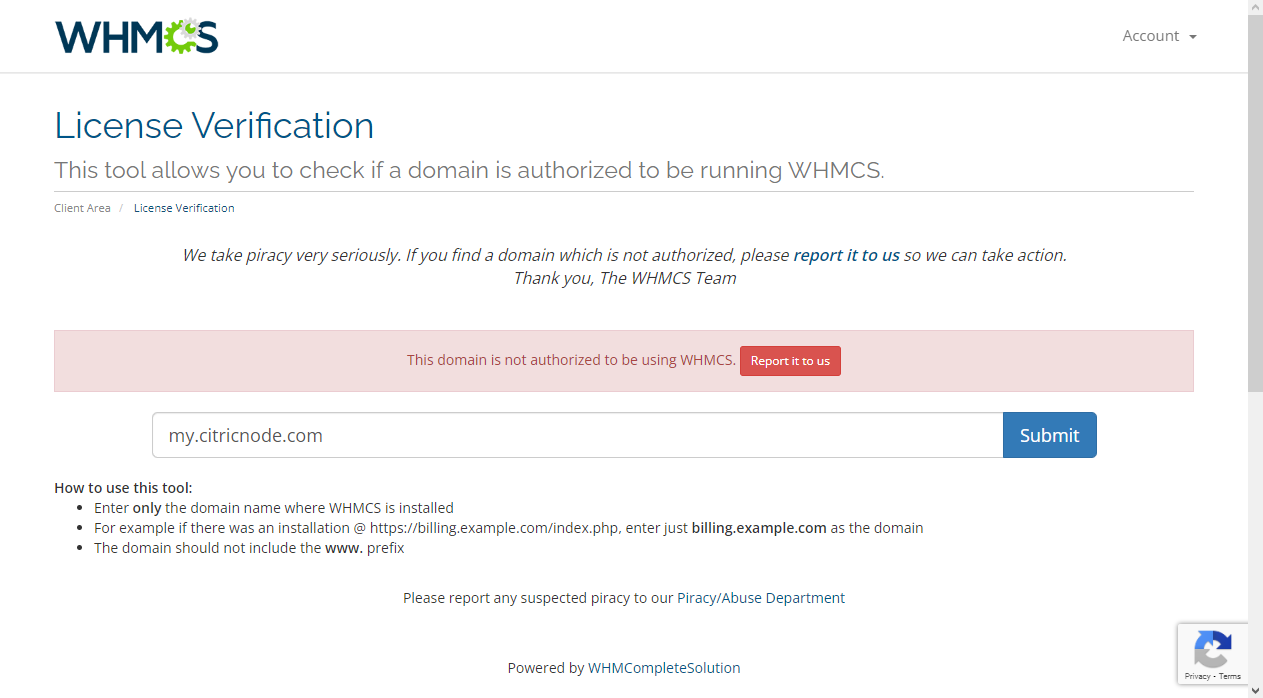 WHMCS
Account
License Verification
This tool allows you to check if a domain is authorized to be running WHMCS.
Client Area / License Verification
We take piracy very seriously. If you find a domain which is not authorized, please report it to us so we can take action.
Thank you, The WHMCS Team
This domain is not authorized to be using WHMCS. Report it to us
my.citricnode.com Submit
How to use this tool:
• Enter only the domain name where WHMCS is installed
• For example if there was an installation @ https://billing.example.com/index.php, enter just billing.example.com as the domain
• The domain should not include the www. prefix
Please report any suspected piracy to our Piracy/Abuse Department
Powered by WHMCompleteSolution
Privacy - Terms